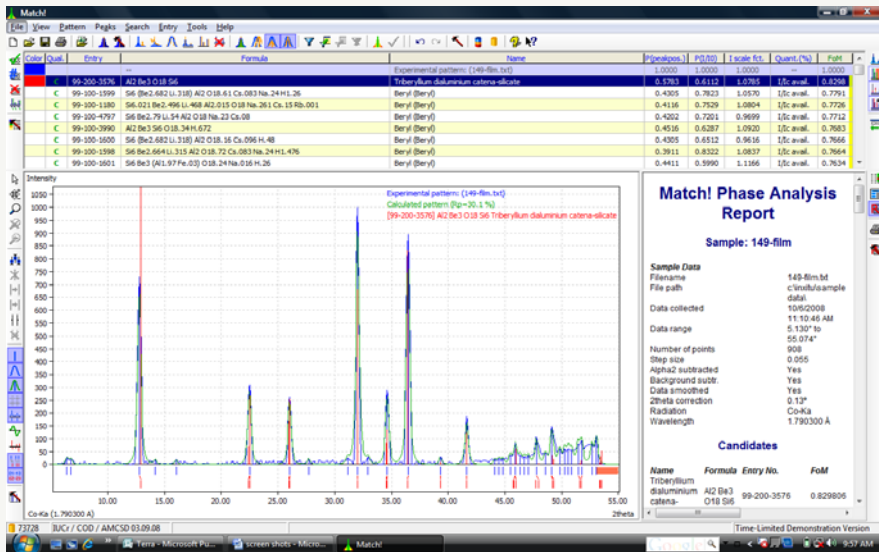 Match!
File View Pattern Peaks Search Entry Tools Help
Color Qual. Entry Formula Name P(peakpos.) P(I/I0) I scale fct. Quant.(%) FoM
-- Experimental pattern: (149-film.txt) 1.0000 1.0000 1.0000 -- 1.0000
C 99-200-3576 Al2 Be3 O18 Si6 Triberyllium dialuminium catena-silicate 0.5783 0.6112 1.0785 I/Ic avail. 0.8298
C 99-100-1599 Si6 (Be2.682 Li.318) Al2 O18.61 Cs.083 Na.24 H1.26 Beryl (Beryl) 0.4305 0.7823 1.0570 I/Ic avail. 0.7791
C 99-100-1180 Si6.021 Be2.496 Li.468 Al2.015 O18 Na.261 Cs.15 Rb.001 Beryl (Beryl) 0.4116 0.7529 1.0804 I/Ic avail. 0.7726
C 99-100-4797 Si6 Be2.79 Li.54 Al2 O18 Na.23 Cs.08 Beryl (Beryl) 0.4202 0.7201 0.9699 I/Ic avail. 0.7712
C 99-100-3990 Al2 Be3 Si6 O18.34 H.672 Beryl (Beryl) 0.4516 0.6287 1.0920 I/Ic avail. 0.7683
C 99-100-1600 Si6 (Be2.682 Li.318) Al2 O18.16 Cs.096 H.48 Beryl (Beryl) 0.4305 0.6512 0.9616 I/Ic avail. 0.7666
C 99-100-1598 Si6 Be2.664 Li.315 Al2 O18.72 Cs.083 Na.24 H1.476 Beryl (Beryl) 0.3911 0.8322 1.0837 I/Ic avail. 0.7664
C 99-100-1601 Si6 Be3 (Al1.97 Fe.03) O18.24 Na.016 H.26 Beryl (Beryl) 0.4411 0.5990 1.1166 I/Ic avail. 0.7634
Intensity
Experimental pattern: (149-film.txt)
Calculated pattern (Rp=30.1 %)
[99-200-3576] Al2 Be3 O18 Si6 Triberyllium dialuminium catena-silicate
1050
1000
950
900
850
800
750
700
650
600
550
500
450
400
350
300
250
200
150
100
50
0
10.00 15.00 20.00 25.00 30.00 35.00 40.00 45.00 50.00 55.00
Co-Ka (1.790300 A) 2theta
Match! Phase Analysis
Report
Sample: 149-film
Sample Data
Filename 149-film.txt
File path c:\inxitu\sample
data\
Data collected 10/6/2008
11:10:46 AM
Data range 5.130° to
55.074°
Number of points 908
Step size 0.055
Alpha2 subtracted Yes
Background subtr. Yes
Data smoothed Yes
2theta correction 0.13°
Radiation Co-Ka
Wavelength 1.790300 Å
Candidates
Name Formula Entry No. FoM
Triberyllium
dialuminium Al2 Be3
catena- O18 Si6 99-200-3576 0.829806
73728 IUCr / COD / AMCSD 03.09.08 Time-Limited Demonstration Version
Terra - Microsoft Pu... screen shots - Micro... Match! Google 9:57 AM